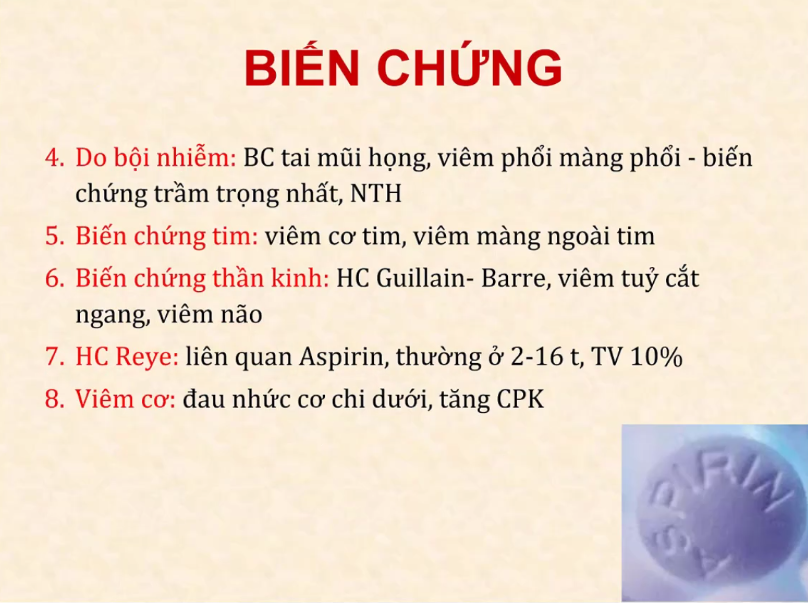 BIẾN CHỨNG
4. Do bội nhiễm: BC tai mũi họng, viêm phổi màng phổi - biến
chứng trầm trọng nhất, NTH
5. Biến chứng tim: viêm cơ tim, viêm màng ngoài tim
6. Biến chứng thần kinh: HC Guillain- Barre, viêm tuỷ cắt
ngang, viêm não
7. HC Reye: liên quan Aspirin, thường ở 2-16 t, TV 10%
8. Viêm cơ: đau nhức cơ chi dưới, tăng CPK
ASPIRIN